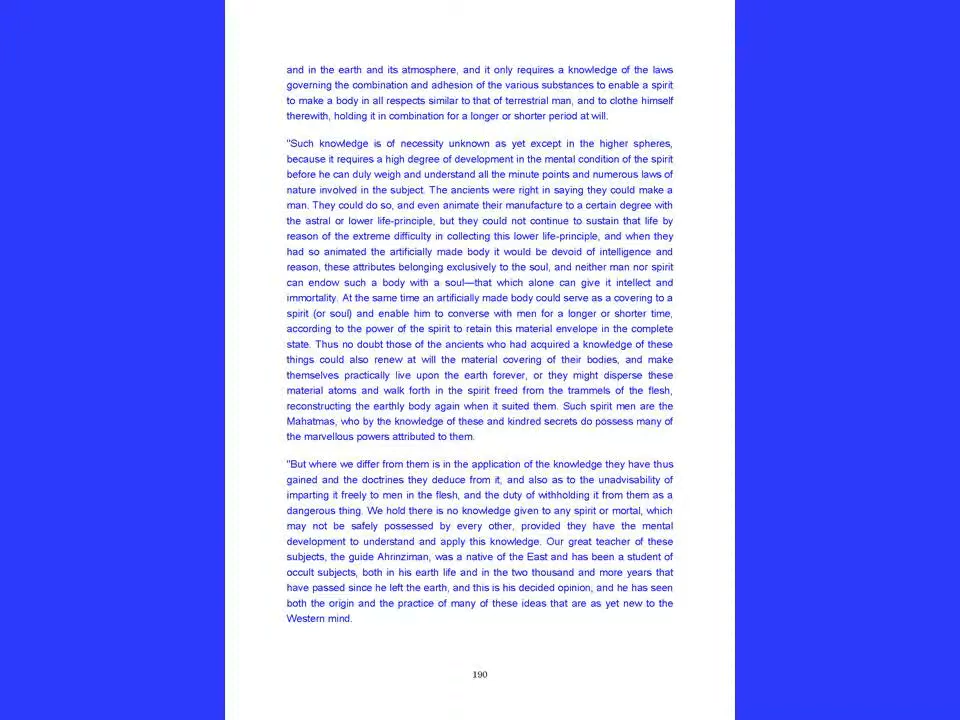 and in the earth and its atmosphere, and it only requires a knowledge of the laws
governing the combination and adhesion of the various substances to enable a spirit
to make a body in all respects similar to that of terrestrial man, and to clothe himself
therewith, holding it in combination for a longer or shorter period at will.
"Such knowledge is of necessity unknown as yet except in the higher spheres,
because it requires a high degree of development in the mental condition of the spirit
before he can duly weigh and understand all the minute points and numerous laws of
nature involved in the subject. The ancients were right in saying they could make a
man. They could do so, and even animate their manufacture to a certain degree with
the astral or lower life-principle, but they could not continue to sustain that life by
reason of the extreme difficulty in collecting this lower life-principle, and when they
had so animated the artificially made body it would be devoid of intelligence and
reason, these attributes belonging exclusively to the soul, and neither man nor spirit
can endow such a body with a soul—that which alone can give it intellect and
immortality. At the same time an artificially made body could serve as a covering to a
spirit (or soul) and enable him to converse with men for a longer or shorter time,
according to the power of the spirit to retain this material envelope in the complete
state. Thus no doubt those of the ancients who had acquired a knowledge of these
things could also renew at will the material covering of their bodies, and make
themselves practically live upon the earth forever, or they might disperse these
material atoms and walk forth in the spirit freed from the trammels of the flesh,
reconstructing the earthly body again when it suited them. Such spirit men are the
Mahatmas, who by the knowledge of these and kindred secrets do possess many of
the marvellous powers attributed to them.
"But where we differ from them is in the application of the knowledge they have thus
gained and the doctrines they deduce from it, and also as to the unadvisability of
imparting it freely to men in the flesh, and the duty of withholding it from them as a
dangerous thing. We hold there is no knowledge given to any spirit or mortal, which
may not be safely possessed by every other, provided they have the mental
development to understand and apply this knowledge. Our great teacher of these
subjects, the guide Ahrinziman, was a native of the East and has been a student of
occult subjects, both in his earth life and in the two thousand and more years that
have passed since he left the earth, and this is his decided opinion, and he has seen
both the origin and the practice of many of these ideas that are as yet new to the
Western mind.
190